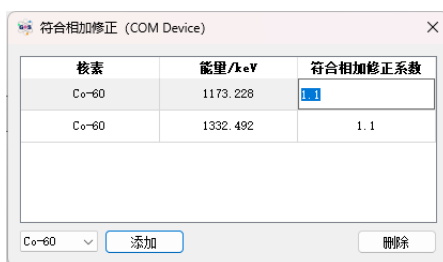 符合相加修正 (COM Device)
核素 能量/keV 符合相加修正系数
Co-60 1173.228 1.1
Co-60 1332.492 1.1
Co-60 添加 删除